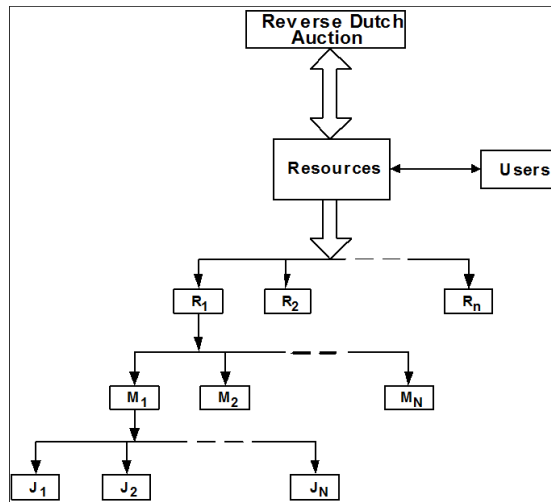 Reverse Dutch
Auction
Resources
Users
R1 R2 Rn
M1 M2 MN
J1 J2 JN